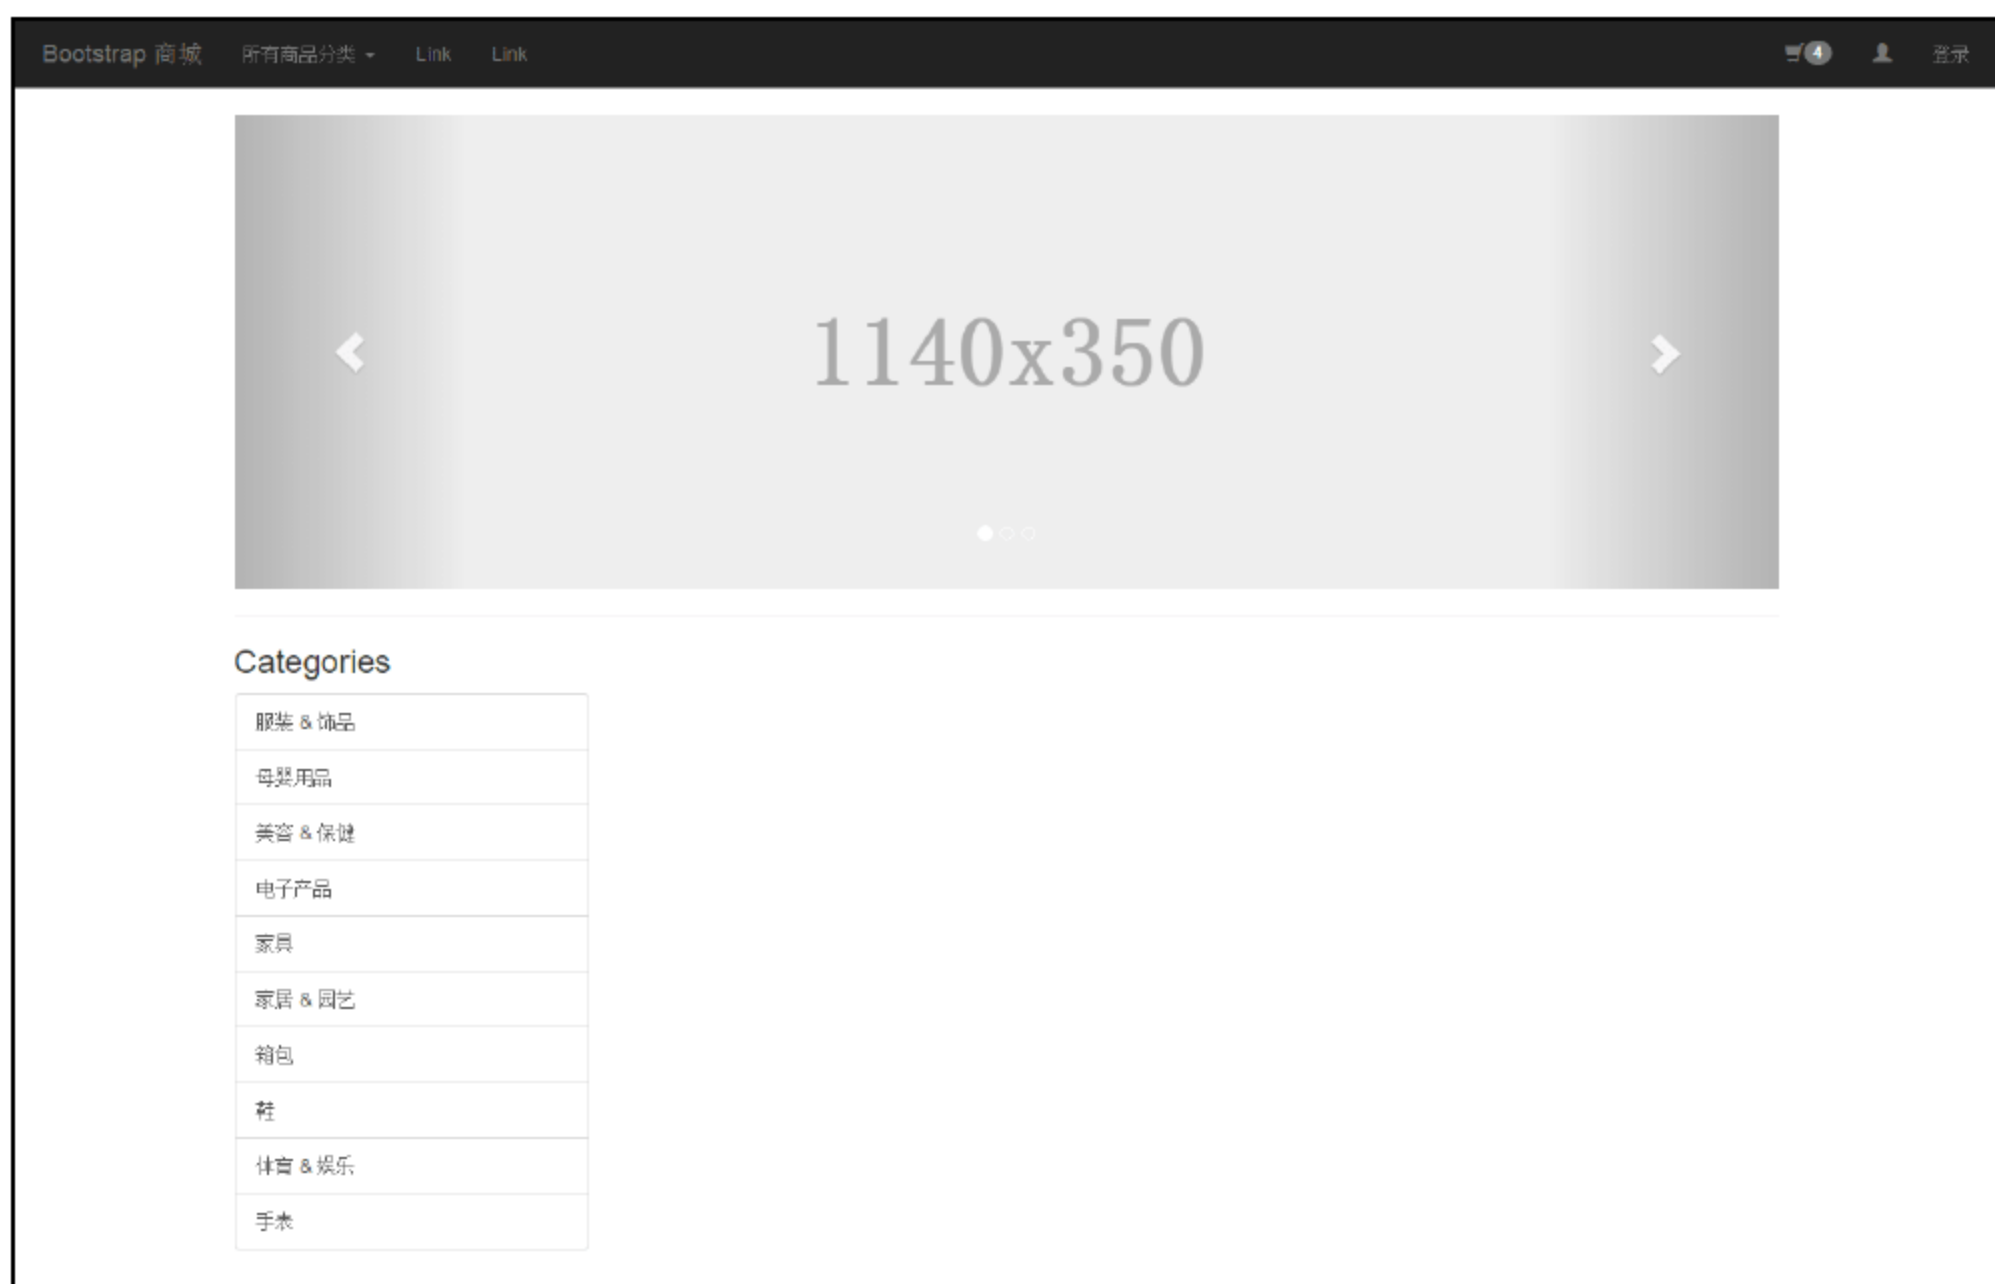 Bootstrap 商城 所有商品分类 Link Link 4 登录
1140x350
Categories
服装 & 饰品
母婴用品
美容 & 保健
电子产品
家具
家居 & 园艺
箱包
鞋
体育 & 娱乐
手表